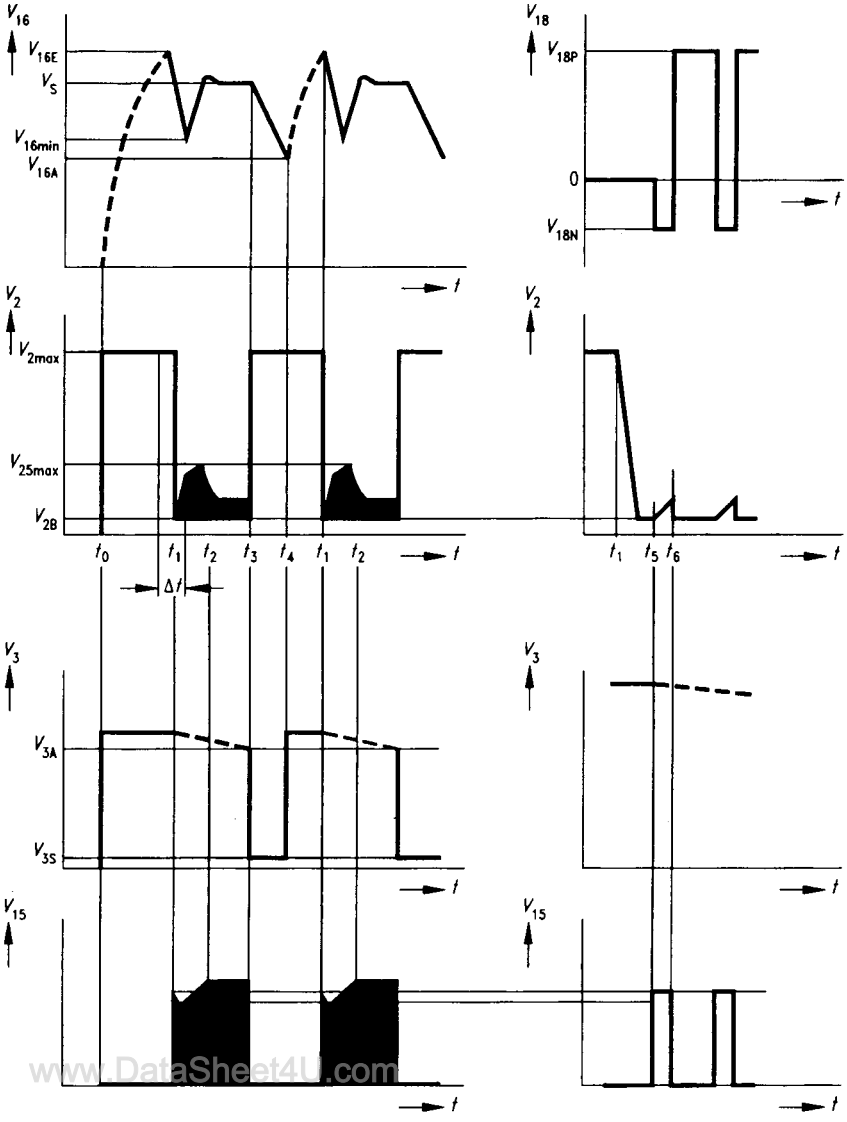 V16
V16E
VS
V16min
V16A
t
V18
V18P
0
V18N
t
V2
V2max
V25max
V2B
t0 t1 t2 t3 t4 t1 t2
t
Δt
V2
t1 t5 t6
t
V3
V3A
V3S
t
V3
t
V15
t
V15
t
www.DataSheet4U.com